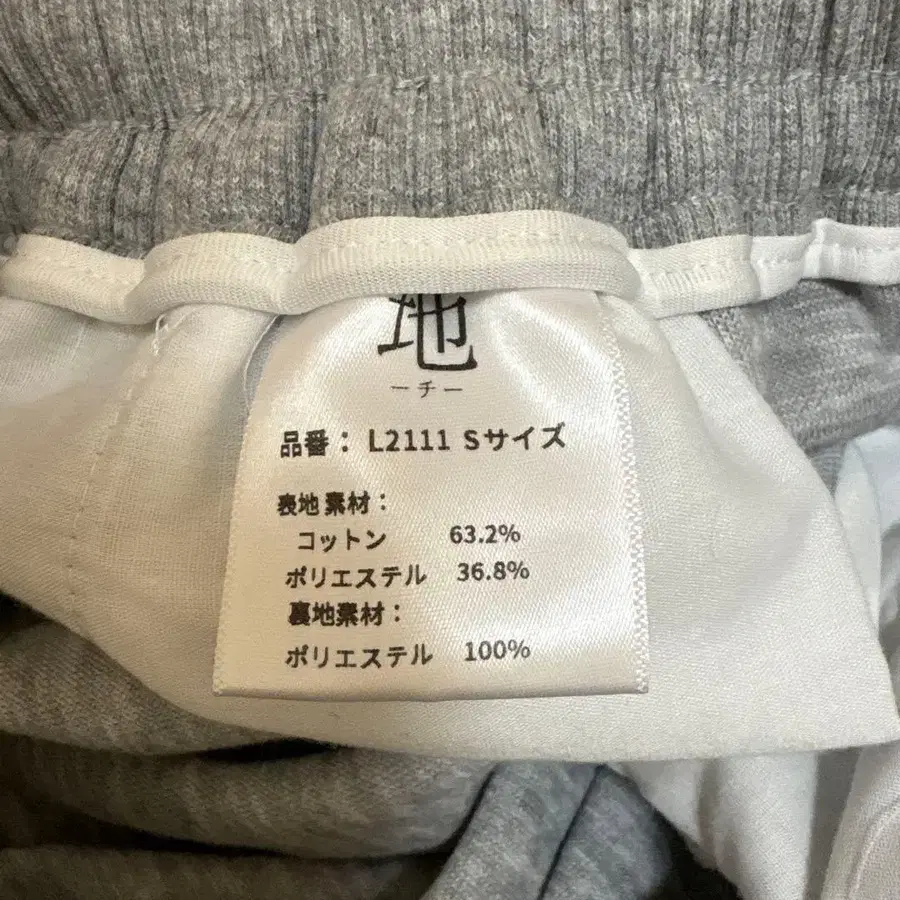 地
ーチー
品番： L2111 Sサイズ
表地素材：
コットン 63.2%
ポリエステル 36.8%
裏地素材：
ポリエステル 100%